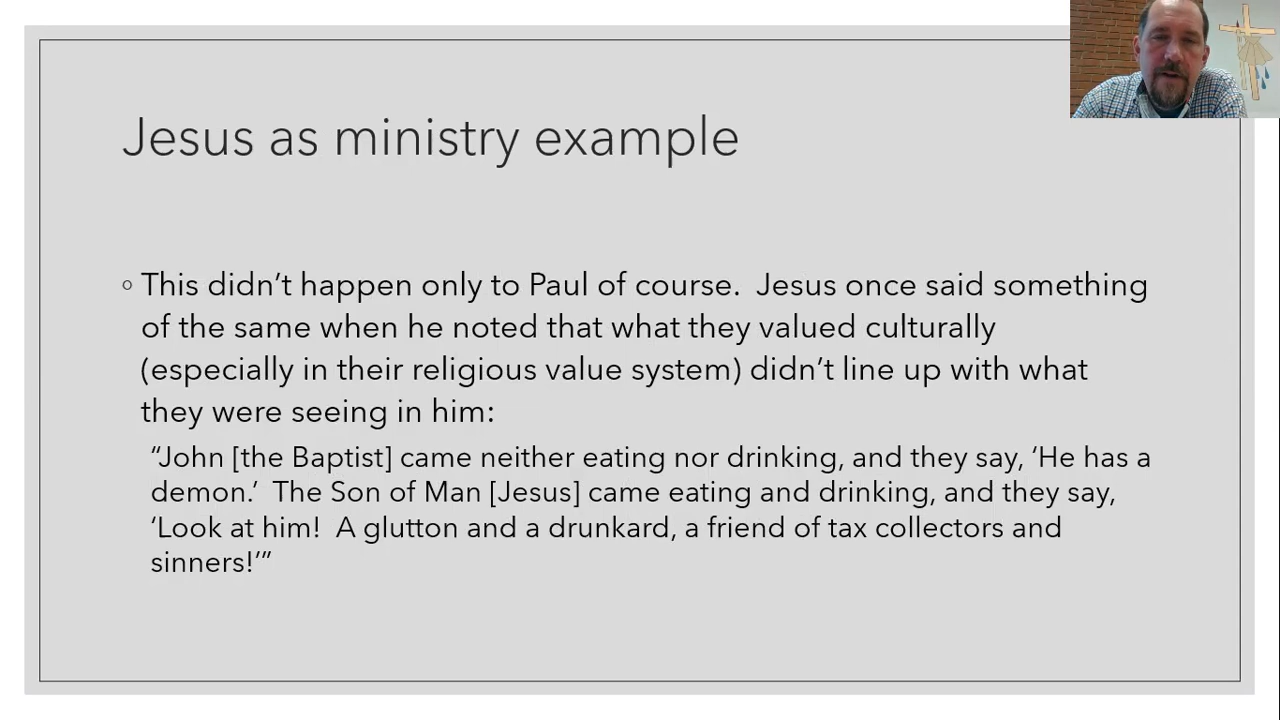 Jesus as ministry example
◦ This didn’t happen only to Paul of course.  Jesus once said something
of the same when he noted that what they valued culturally
(especially in their religious value system) didn’t line up with what
they were seeing in him:
“John [the Baptist] came neither eating nor drinking, and they say, ‘He has a
demon.’  The Son of Man [Jesus] came eating and drinking, and they say,
‘Look at him!  A glutton and a drunkard, a friend of tax collectors and
sinners!’”